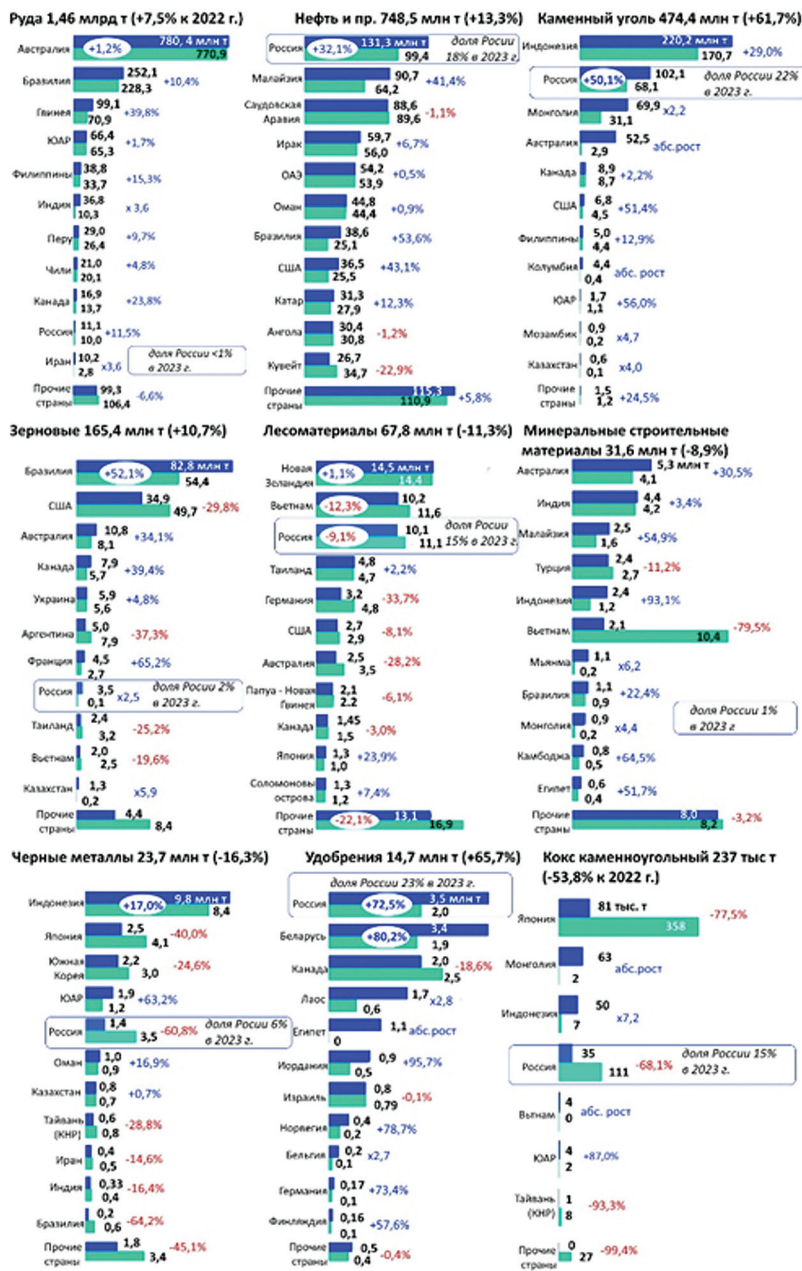 Руда 1,46 млрд т (+7,5% к 2022 г.)
Австралия +1,2% 780,4 млн т
770,9
Бразилия 252,1 +10,4%
228,3
Гвинея 99,1 +39,8%
70,9
ЮАР 66,4 +1,7%
65,3
Филиппины 38,8 +15,3%
33,7
Индия 36,8 х 3,6
10,3
Перу 29,0 +9,7%
26,4
Чили 21,0 +4,8%
20,1
Канада 16,9 +23,8%
13,7
Россия 11,1 +11,5%
10,0
Иран 10,2 х3,6
2,8
доля России <1%
в 2023 г.
Прочие 99,3 -6,6%
страны 106,4
Нефть и пр. 748,5 млн т (+13,3%)
Россия +32,1% 131,3 млн т
99,4
доля Росии
18% в 2023 г.
Малайзия 90,7 +41,4%
64,2
Саудовская 88,6 -1,1%
Аравия 89,6
Ирак 59,7 +6,7%
56,0
ОАЭ 54,2 +0,5%
53,9
Оман 44,8 +0,9%
44,4
Бразилия 38,6 +53,6%
25,1
США 36,5 +43,1%
25,5
Катар 31,3 +12,3%
27,9
Ангола 30,4 -1,2%
30,8
Кувейт 26,7 -22,9%
34,7
Прочие 115,3 +5,8%
страны 110,9
Каменный уголь 474,4 млн т (+61,7%)
Индонезия 220,2 млн т +29,0%
170,7
Россия +50,1% 102,1
68,1
доля России 22%
в 2023 г.
Монголия 69,9 х2,2
31,1
Австралия 52,5 абс.рост
2,9
Канада 8,9 +2,2%
8,7
США 6,8 +51,4%
4,5
Филиппины 5,0 +12,9%
4,4
Колумбия 4,4 абс. рост
0,4
ЮАР 1,7 +56,0%
1,1
Мозамбик 0,9 х4,7
0,2
Казахстан 0,6 х4,0
0,1
Прочие 1,5 +24,5%
страны 1,2
Зерновые 165,4 млн т (+10,7%)
Бразилия +52,1% 82,8 млн т
54,4
США 34,9 -29,8%
49,7
Австралия 10,8 +34,1%
8,1
Канада 7,9 +39,4%
5,7
Украина 5,9 +4,8%
5,6
Аргентина 5,0 -37,3%
7,9
Франция 4,5 +65,2%
2,7
Россия 3,5 х2,5
0,1
доля России 2%
в 2023 г.
Таиланд 2,4 -25,2%
3,2
Вьетнам 2,0 -19,6%
2,5
Казахстан 1,3 х5,9
0,2
Прочие 4,4
страны 8,4
Лесоматериалы 67,8 млн т (-11,3%)
Новая +1,1% 14,5 млн т
Зеландия 14,4
Вьетнам -12,3% 10,2
11,6
Россия -9,1% 10,1
11,1
доля Росии
15% в 2023 г.
Таиланд 4,8 +2,2%
4,7
Германия 3,2 -33,7%
4,8
США 2,7 -8,1%
2,9
Австралия 2,5 -28,2%
3,5
Папуа - Новая 2,1 -6,1%
Гвинея 2,2
Канада 1,45 -3,0%
1,5
Япония 1,3 +23,9%
1,0
Соломоновы 1,3 +7,4%
острова 1,2
Прочие -22,1% 13,1
страны 16,9
Минеральные строительные
материалы 31,6 млн т (-8,9%)
Австралия 5,3 млн т +30,5%
4,1
Индия 4,4 +3,4%
4,2
Малайзия 2,5 +54,9%
1,6
Турция 2,4 -11,2%
2,7
Индонезия 2,4 +93,1%
1,2
Вьетнам 2,1 -79,5%
10,4
Мьянма 1,1 х6,2
0,2
Бразилия 1,1 +22,4%
0,9
Монголия 0,9 х4,4
0,2
доля России 1%
в 2023 г.
Камбоджа 0,8 +64,5%
0,5
Египет 0,6 +51,7%
0,4
Прочие 8,0 -3,2%
страны 8,2
Черные металлы 23,7 млн т (-16,3%)
Индонезия +17,0% 9,8 млн т
8,4
Япония 2,5 -40,0%
4,1
Южная 2,2 -24,6%
Корея 3,0
ЮАР 1,9 +63,2%
1,2
Россия 1,4 -60,8%
3,5
доля России 6%
в 2023 г.
Оман 1,0 +16,9%
0,9
Казахстан 0,8 +0,7%
0,7
Тайвань 0,6 -28,8%
(КНР) 0,8
Иран 0,4 -14,6%
0,5
Индия 0,33 -16,4%
0,4
Бразилия 0,2 -64,2%
0,6
Прочие 1,8 -45,1%
страны 3,4
Удобрения 14,7 млн т (+65,7%)
доля России 23% в 2023 г.
Россия +72,5% 3,5 млн т
2,0
Беларусь +80,2% 3,4
1,9
Канада 2,0 -18,6%
2,5
Лаос 1,7 х2,8
0,6
Египет 1,1 абс.рост
0
Иордания 0,9 +95,7%
0,5
Израиль 0,8 -0,1%
0,79
Норвегия 0,4 +78,7%
0,2
Бельгия 0,2 х2,7
0,1
Германия 0,17 +73,4%
0,1
Финляндия 0,16 +57,6%
0,1
Прочие 0,5 -0,4%
страны 0,4
Кокс каменноугольный 237 тыс т
(-53,8% к 2022 г.)
Япония 81 тыс. т -77,5%
358
Монголия 63 абс.рост
2
Индонезия 50 х7,2
7
Россия 35 -68,1%
111
доля России 15%
в 2023 г.
Вытнам 4 абс. рост
0
ЮАР 4 +87,0%
2
Тайвань 1 -93,3%
(КНР) 8
Прочие 0 -99,4%
страны 27